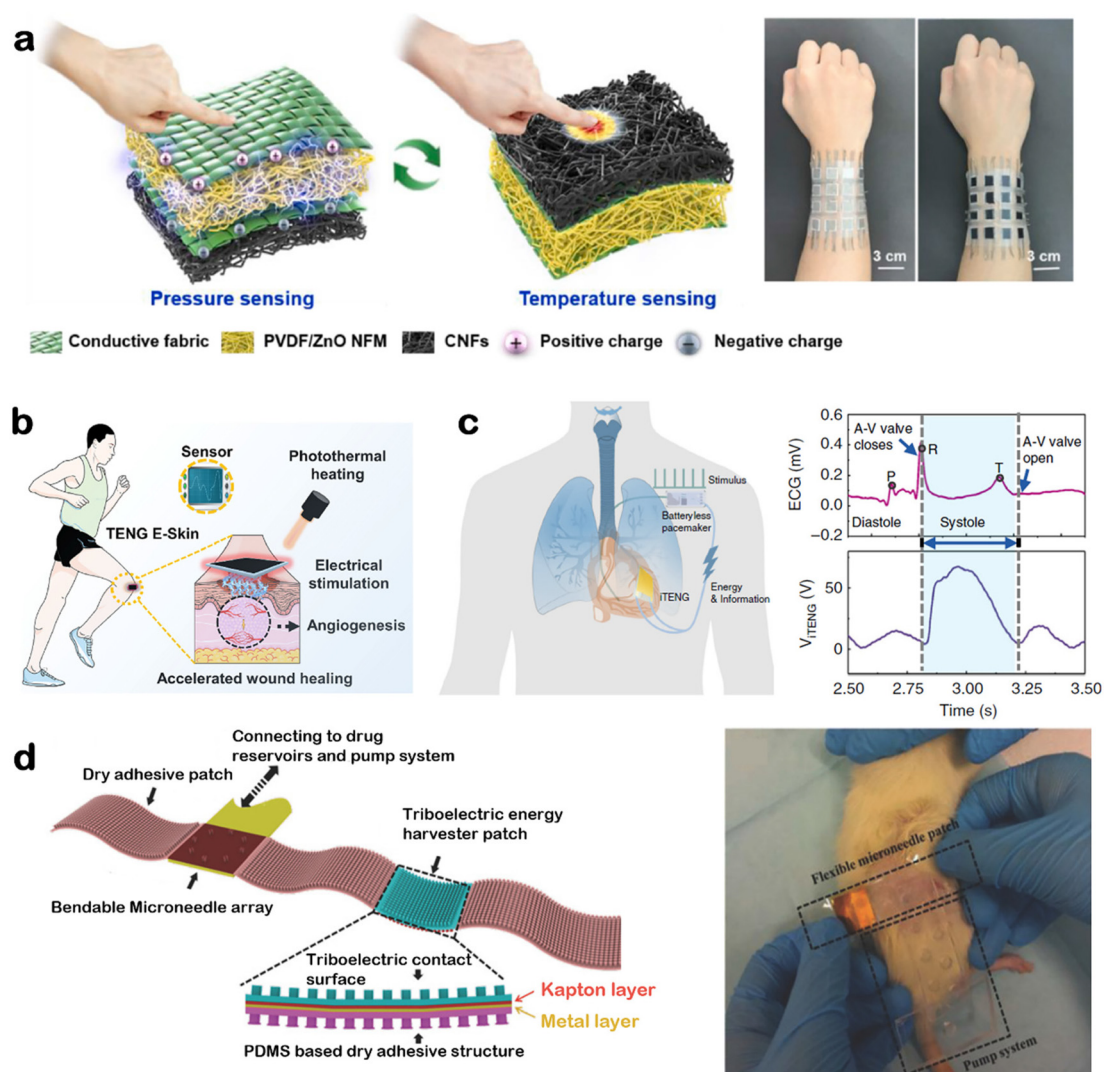 a
Pressure sensing
Temperature sensing
3 cm
3 cm
Conductive fabric
PVDF/ZnO NFM
CNFs
+ Positive charge
− Negative charge
b
Sensor
Photothermal
heating
TENG E-Skin
Electrical
stimulation
Angiogenesis
Accelerated wound healing
c
Stimulus
Batteryless
pacemaker
iTENG
Energy
& Information
0.6
0.4
0.2
0.0
−0.2
ECG (mV)
A-V valve
closes
R
P
T
A-V valve
open
Diastole
Systole
50
0
V_iTENG (V)
2.50
2.75
3.00
3.25
3.50
Time (s)
d
Connecting to drug
reservoirs and pump system
Dry adhesive patch
Triboelectric energy
harvester patch
Bendable Microneedle array
Triboelectric contact
surface
Kapton layer
Metal layer
PDMS based dry adhesive structure
Flexible microneedle patch
Pump system